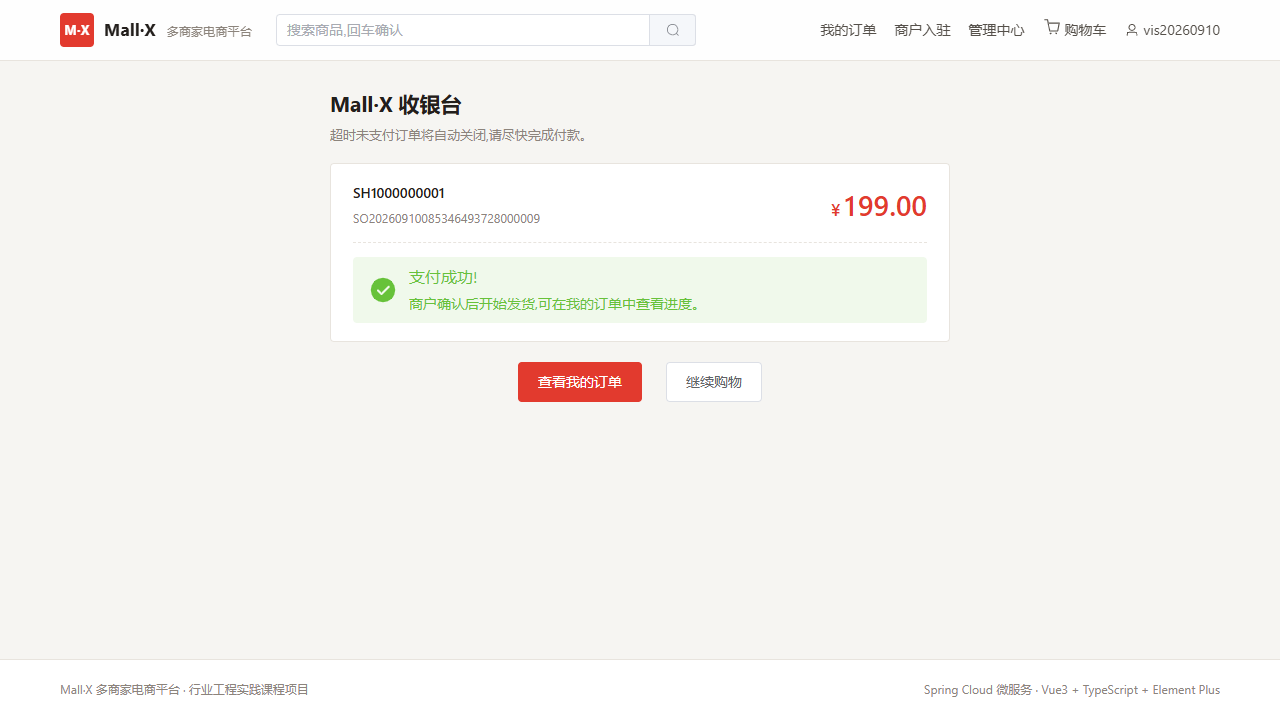 M·X Mall·X 多商家电商平台 搜索商品,回车确认 我的订单 商户入驻 管理中心 购物车 vis20260910
Mall·X 收银台
超时未支付订单将自动关闭,请尽快完成付款。
SH1000000001
¥199.00
SO20260910085346493728000009
支付成功!
商户确认后开始发货,可在我的订单中查看进度。
查看我的订单 继续购物
Mall·X 多商家电商平台 · 行业工程实践课程项目 Spring Cloud 微服务 · Vue3 + TypeScript + Element Plus